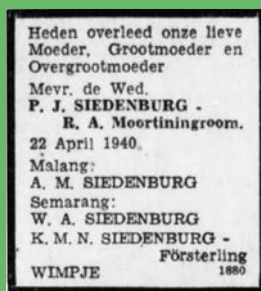 Heden overleed onze lieve
Moeder, Grootmoeder en
Overgrootmoeder
Mevr. de Wed.
P. J. SIEDENBURG -
R. A. Moortiningroom.
22 April 1940.
Malang:
A. M. SIEDENBURG
Semarang:
W. A. SIEDENBURG
K. M. N. SIEDENBURG -
Försterling
WIMPJE 1880